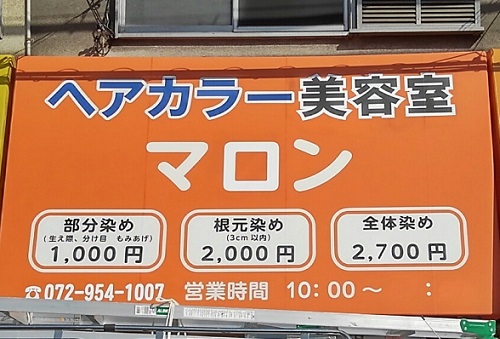 ヘアカラー美容室
マロン
部分染め
(生え際、分け目 もみあげ)
1,000円
根元染め
(3cm以内)
2,000円
全体染め
2,700円
☎072-954-1007 営業時間 10:00～ :